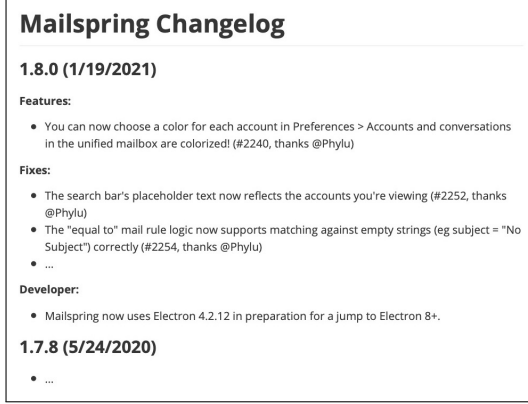 Mailspring Changelog
1.8.0 (1/19/2021)
Features:
● You can now choose a color for each account in Preferences > Accounts and conversations
in the unified mailbox are colorized! (#2240, thanks @Phylu)
Fixes:
● The search bar's placeholder text now reflects the accounts you're viewing (#2252, thanks
@Phylu)
● The "equal to" mail rule logic now supports matching against empty strings (eg subject = "No
Subject") correctly (#2254, thanks @Phylu)
● ...
Developer:
● Mailspring now uses Electron 4.2.12 in preparation for a jump to Electron 8+.
1.7.8 (5/24/2020)
● ...